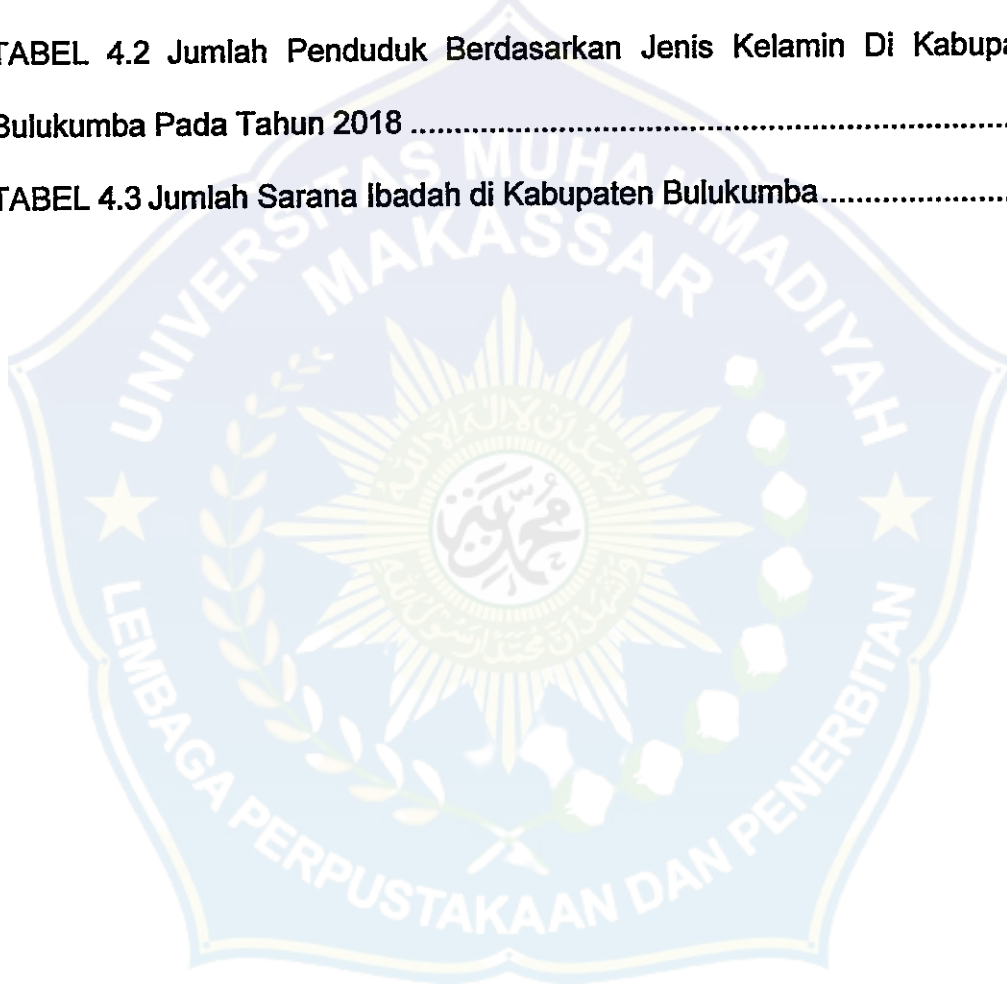 TABEL 4.2 Jumlah Penduduk Berdasarkan Jenis Kelamin Di Kabupa
Bulukumba Pada Tahun 2018 ........................................................................
TABEL 4.3 Jumlah Sarana Ibadah di Kabupaten Bulukumba......................
UNIVERSITAS MUHAMMADIYAH
MAKASSAR
LEMBAGA PERPUSTAKAAN DAN PENERBITAN